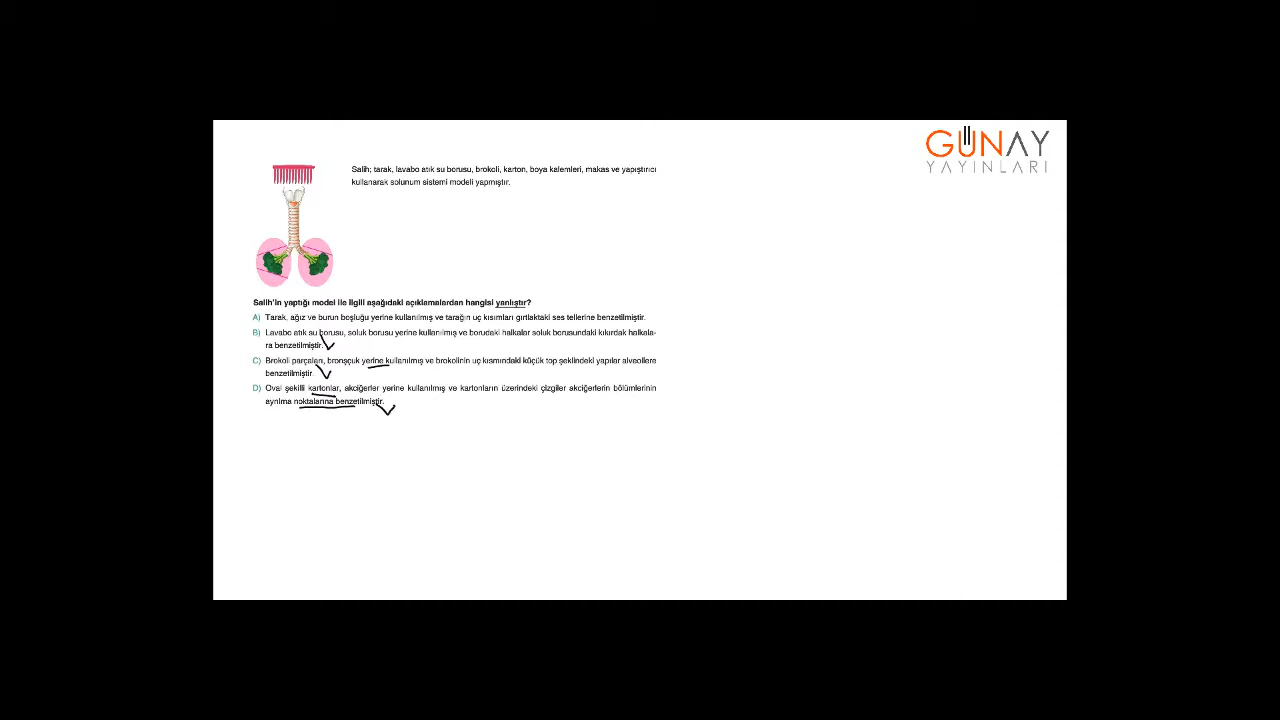 GÜNAY
YAYINLARI
Salih; tarak, lavabo atık su borusu, brokoli, karton, boya kalemleri, makas ve yapıştırıcı
kullanarak solunum sistemi modeli yapmıştır.
Salih'in yaptığı model ile ilgili aşağıdaki açıklamalardan hangisi yanlıştır?
A) Tarak, ağız ve burun boşluğu yerine kullanılmış ve tarağın uç kısımları gırtlaktaki ses tellerine benzetilmiştir.
B) Lavabo atık su borusu, soluk borusu yerine kullanılmış ve borudaki halkalar soluk borusundaki kıkırdak halkala-
ra benzetilmiştir.
C) Brokoli parçaları, bronşçuk yerine kullanılmış ve brokolinin uç kısmındaki küçük top şeklindeki yapılar alveollere
benzetilmiştir.
D) Oval şekilli kartonlar, akciğerler yerine kullanılmış ve kartonların üzerindeki çizgiler akciğerlerin bölümlerinin
ayrılma noktalarına benzetilmiştir.